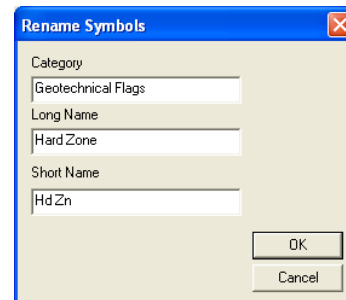 Rename Symbols
Category
Geotechnical Flags
Long Name
Hard Zone
Short Name
Hd Zn
OK
Cancel